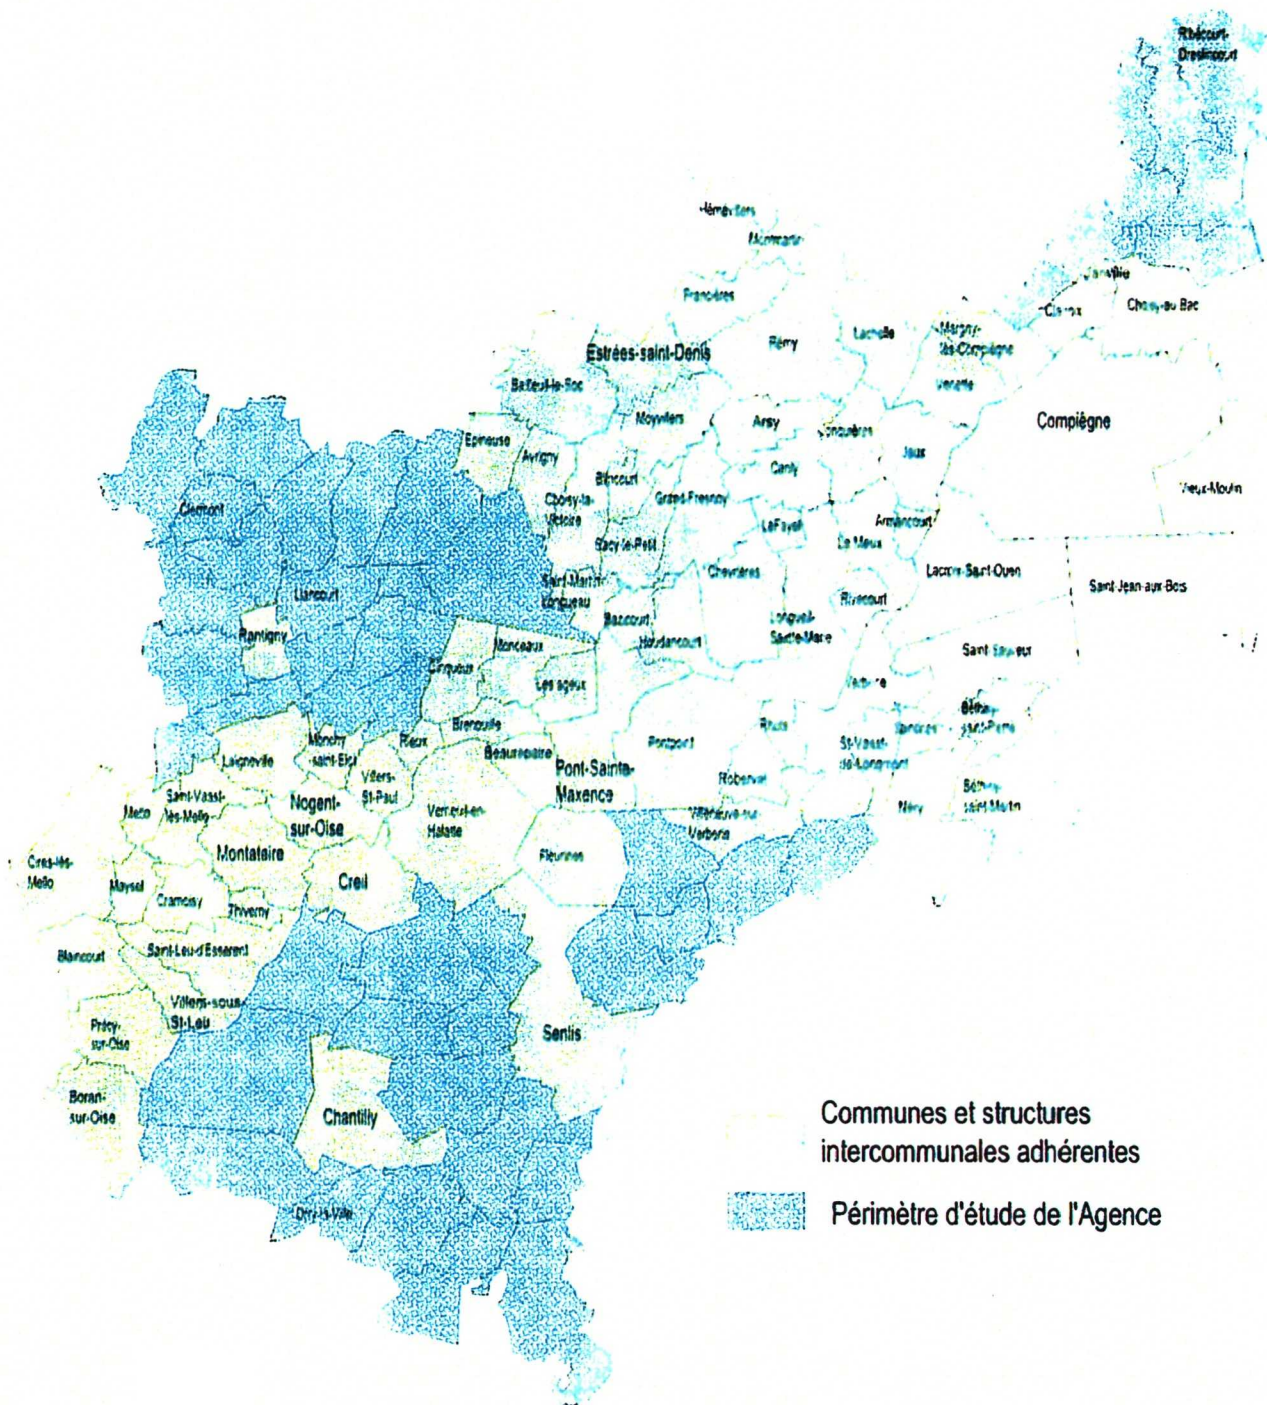 Ribécourt-
Dreslincourt
Hémévillers
Montmartin
Francières
Janville
Clairoix
Choisy-au Bac
Estrées-saint-Denis
Rémy
Lachelle
Margny-
lès-Compiègne
Venette
Bailleul-le-Soc
Moyvillers
Arsy
Jonquères
Compiègne
Epineuse
Avrigny
Jaux
Canly
Blincourt
Grand-Fresnoy
Vieux-Moulin
Choisy-la-
Victoire
Clermont
LaFayel
Armancourt
Le Meux
Sacy-le-Petit
Chevrières
Lacroix-Saint-Ouen
Saint-Martin-
Longueau
Saint-Jean-aux-Bois
Liancourt
Rivecourt
Bazicourt
Longueil-
Sainte-Marie
Rantigny
Houdancourt
Monceaux
Saint-Sauveur
Cinqueux
Les ageux
Verberie
Béthisy-
saint-Pierre
Brenouille
Rhuis
Saintines
Monchy
-saint-Eloi
Rieux
Pontpoint
St-Vaast-
de-Longmont
Beaurepaire
Laigneville
Pont-Sainte-
Maxence
Villers-
St-Paul
Roberval
Béthisy-
saint-Martin
Saint-Vaast-
lès-Mello
Nogent-
sur-Oise
Mello
Verneuil-en-
Halatte
Néry
Villeneuve-sur-
Verberie
Montataire
Fleurines
Cires-lès-
Mello
Creil
Maysel
Cramoisy
Thiverny
Saint-Leu-d'Esserent
Blaincourt
Villers-sous-
St-Leu
Précy-
sur-Oise
Senlis
Boran-
sur-Oise
Chantilly
Orry-la-Ville
Communes et structures
intercommunales adhérentes
Périmètre d'étude de l'Agence